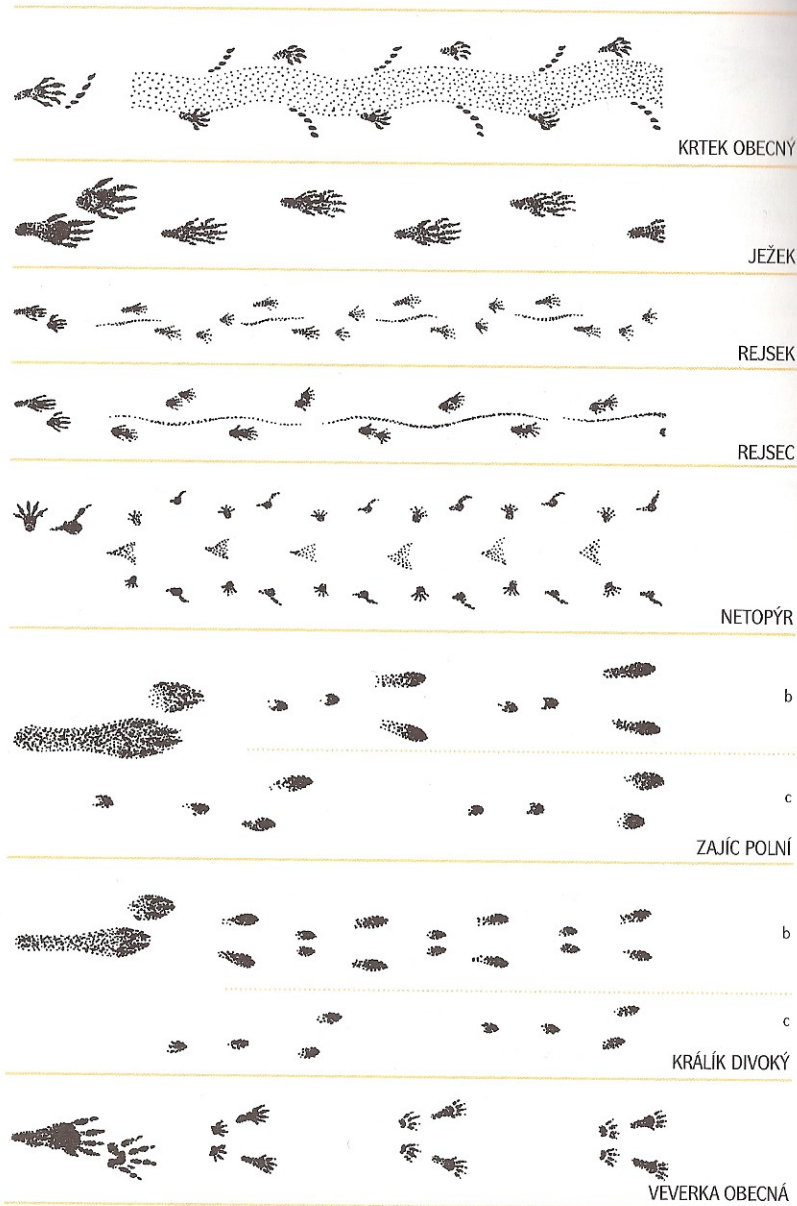 KRTEK OBECNÝ
JEŽEK
REJSEK
REJSEC
NETOPÝR
b
c
ZAJÍC POLNÍ
b
c
KRÁLÍK DIVOKÝ
VEVERKA OBECNÁ